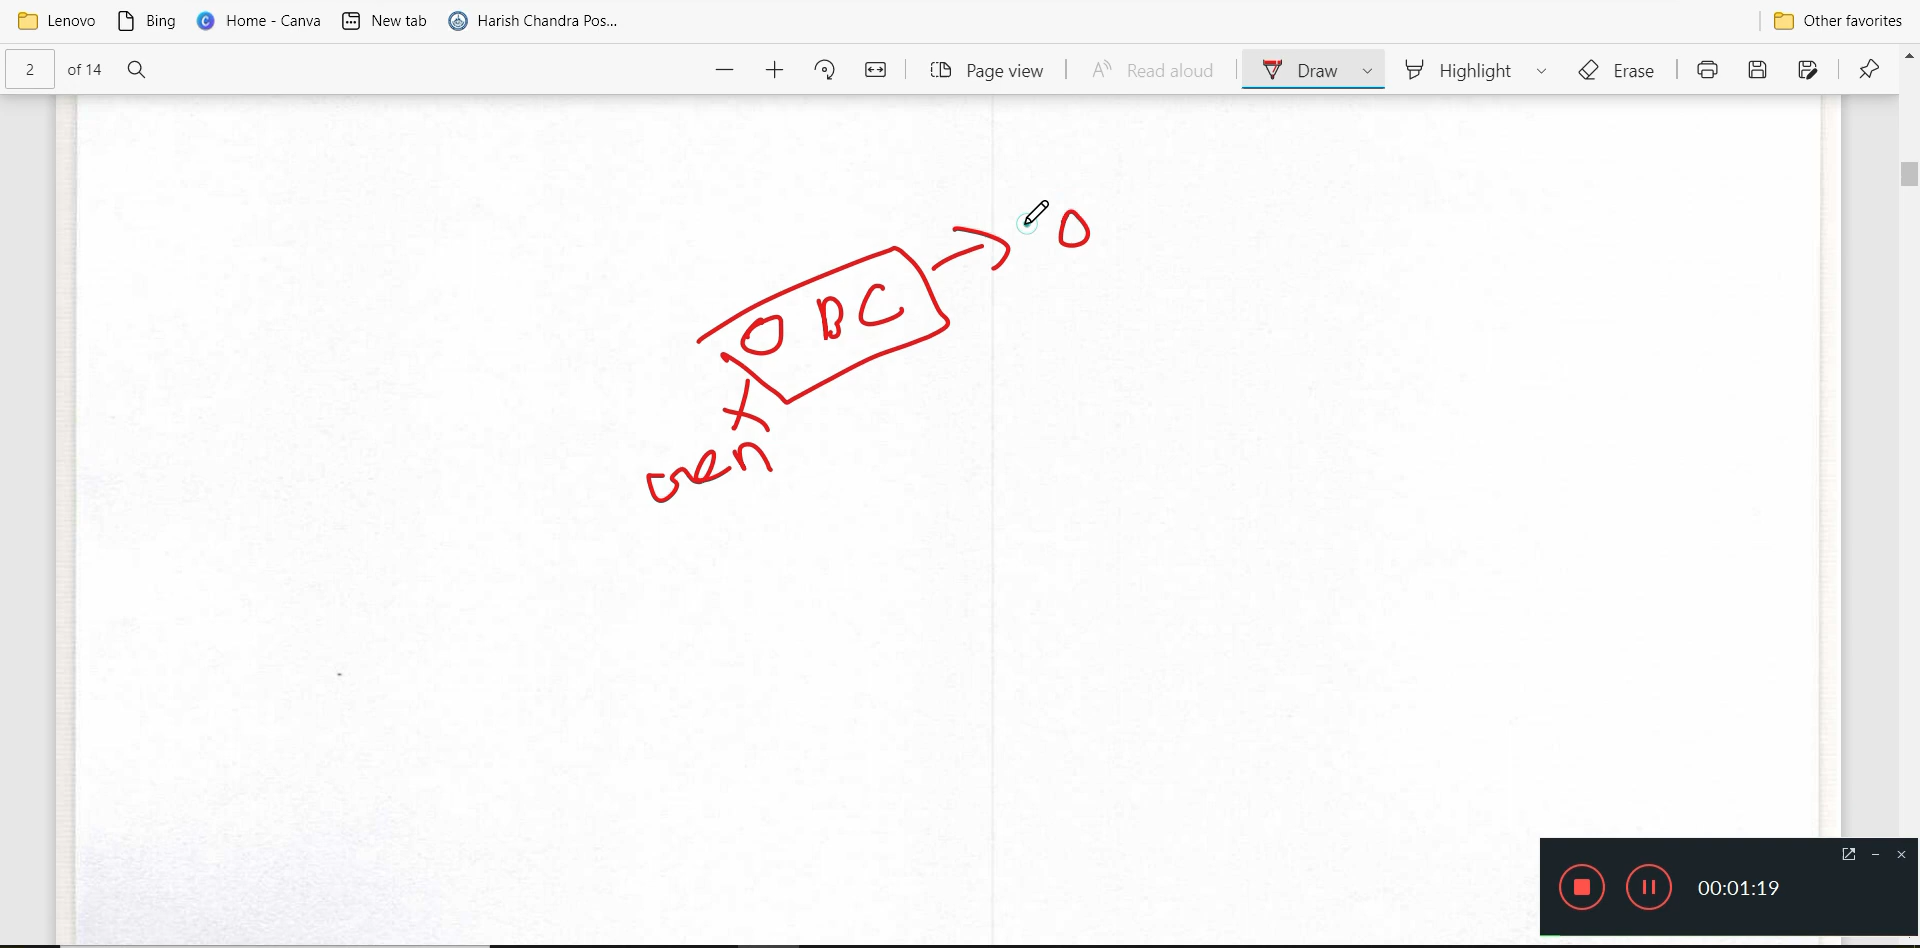 Lenovo Bing Home - Canva New tab Harish Chandra Pos... Other favorites
2 of 14 Page view Read aloud Draw Highlight Erase
O
OBC
00:01:19